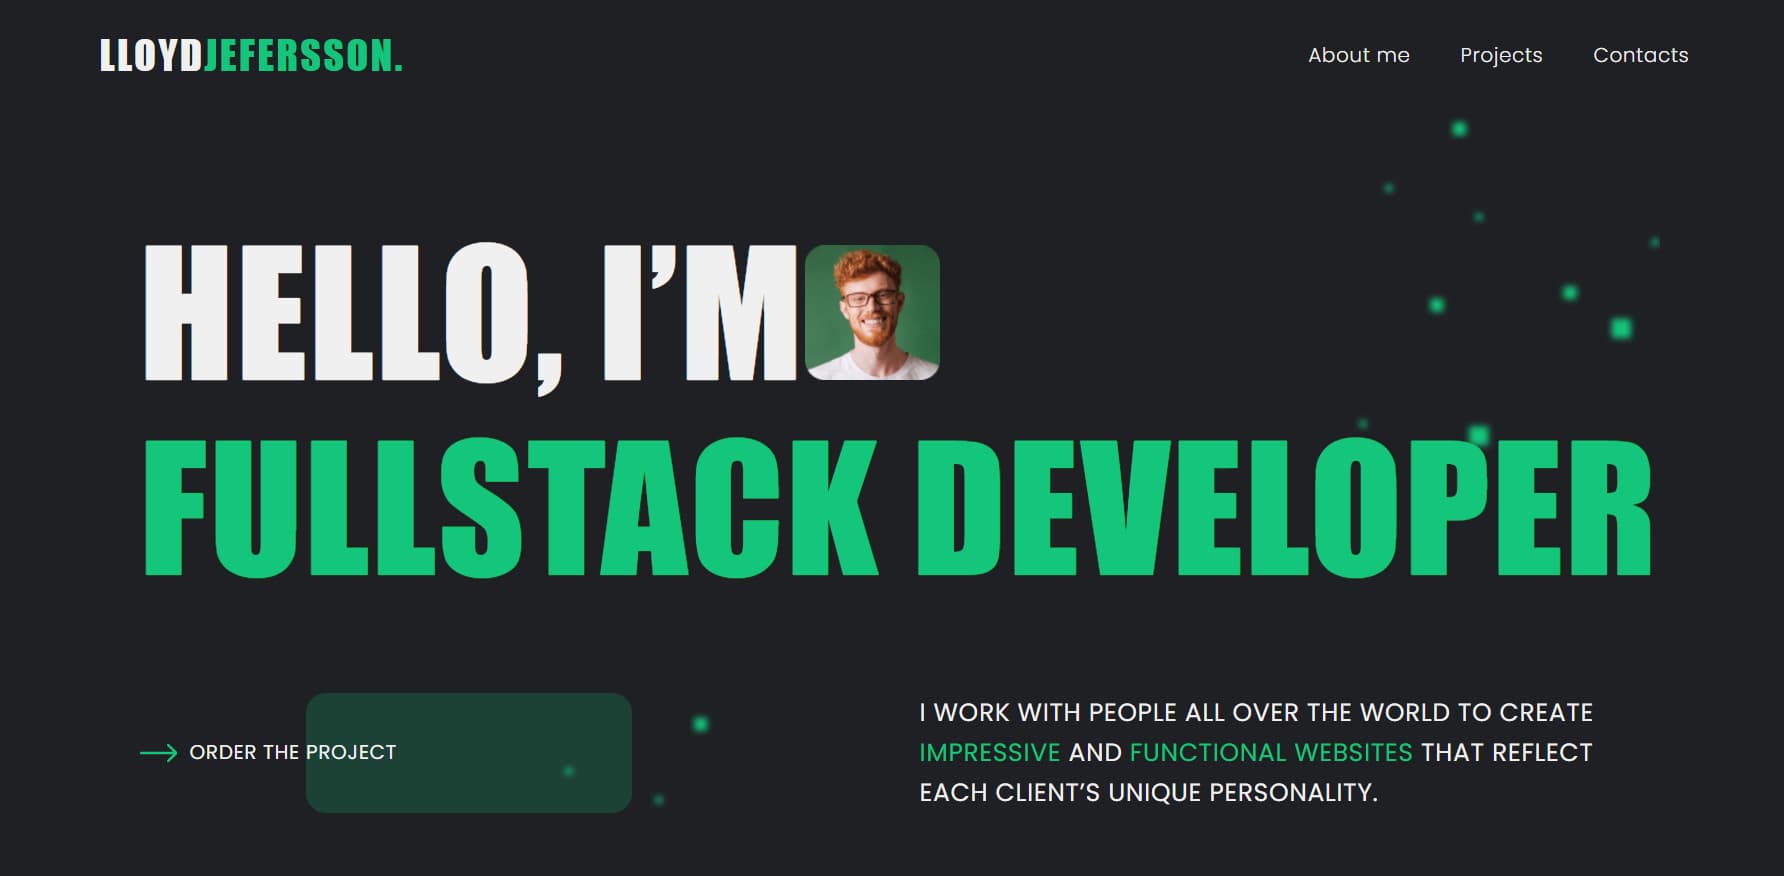 LLOYDJEFERSSON.
About me Projects Contacts
HELLO, I’M
FULLSTACK DEVELOPER
ORDER THE PROJECT
I WORK WITH PEOPLE ALL OVER THE WORLD TO CREATE
IMPRESSIVE AND FUNCTIONAL WEBSITES THAT REFLECT
EACH CLIENT’S UNIQUE PERSONALITY.